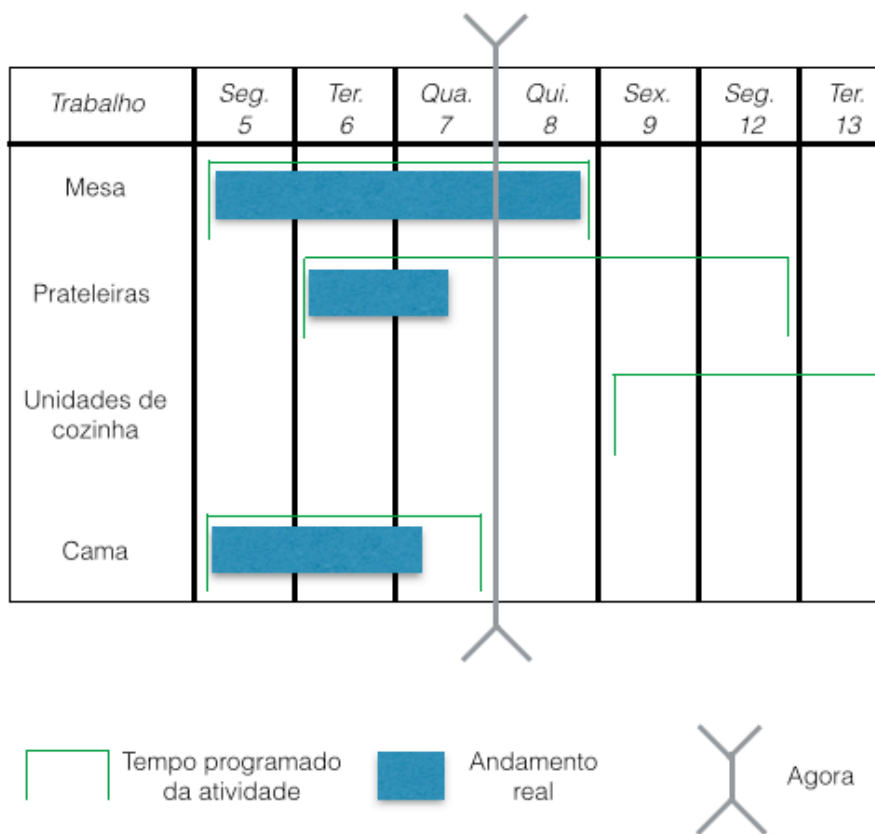 Trabalho
Seg.
5
Ter.
6
Qua.
7
Qui.
8
Sex.
9
Seg.
12
Ter.
13
Mesa
Prateleiras
Unidades de
cozinha
Cama
Tempo programado
da atividade
Andamento
real
Agora